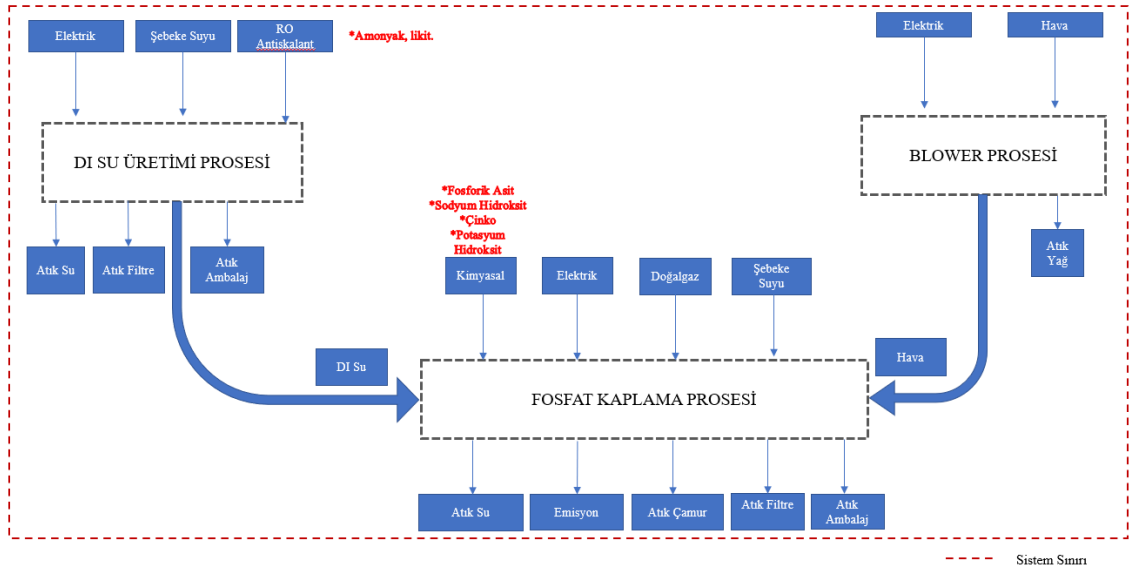 Elektrik
Şebeke Suyu
RO
Antiskalant
*Amonyak, likit.
Elektrik
Hava
DI SU ÜRETİMİ PROSESİ
BLOWER PROSESİ
Atık Su
Atık Filtre
Atık
Ambalaj
Atık
Yağ
*Fosforik Asit
*Sodyum Hidroksit
*Çinko
*Potasyum
Hidroksit
Kimyasal
Elektrik
Doğalgaz
Şebeke
Suyu
DI Su
Hava
FOSFAT KAPLAMA PROSESİ
Atık Su
Emisyon
Atık Çamur
Atık Filtre
Atık
Ambalaj
Sistem Sınırı